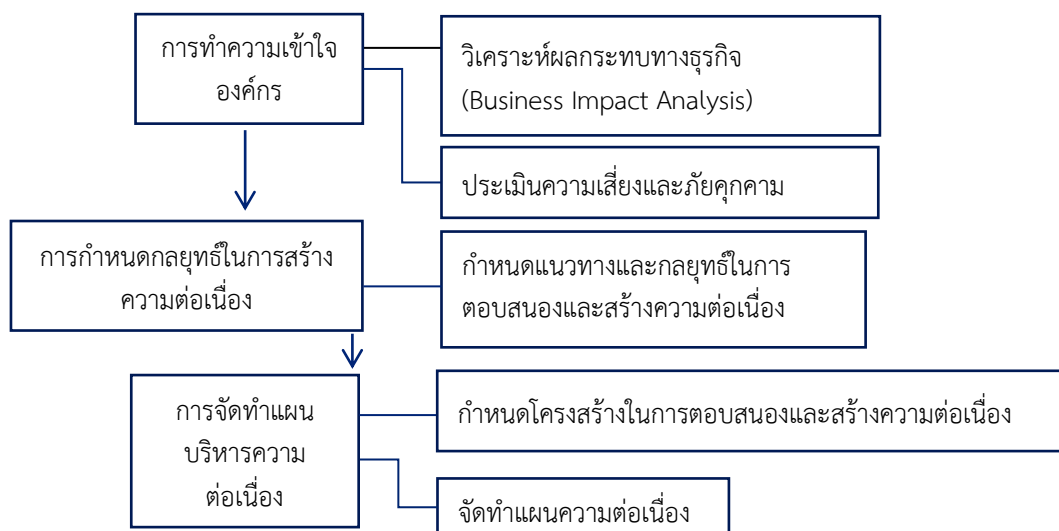 การทำความเข้าใจ
องค์กร
วิเคราะห์ผลกระทบทางธุรกิจ
(Business Impact Analysis)
ประเมินความเสี่ยงและภัยคุกคาม
การกำหนดกลยุทธ์ในการสร้าง
ความต่อเนื่อง
กำหนดแนวทางและกลยุทธ์ในการ
ตอบสนองและสร้างความต่อเนื่อง
การจัดทำแผน
บริหารความ
ต่อเนื่อง
กำหนดโครงสร้างในการตอบสนองและสร้างความต่อเนื่อง
จัดทำแผนความต่อเนื่อง